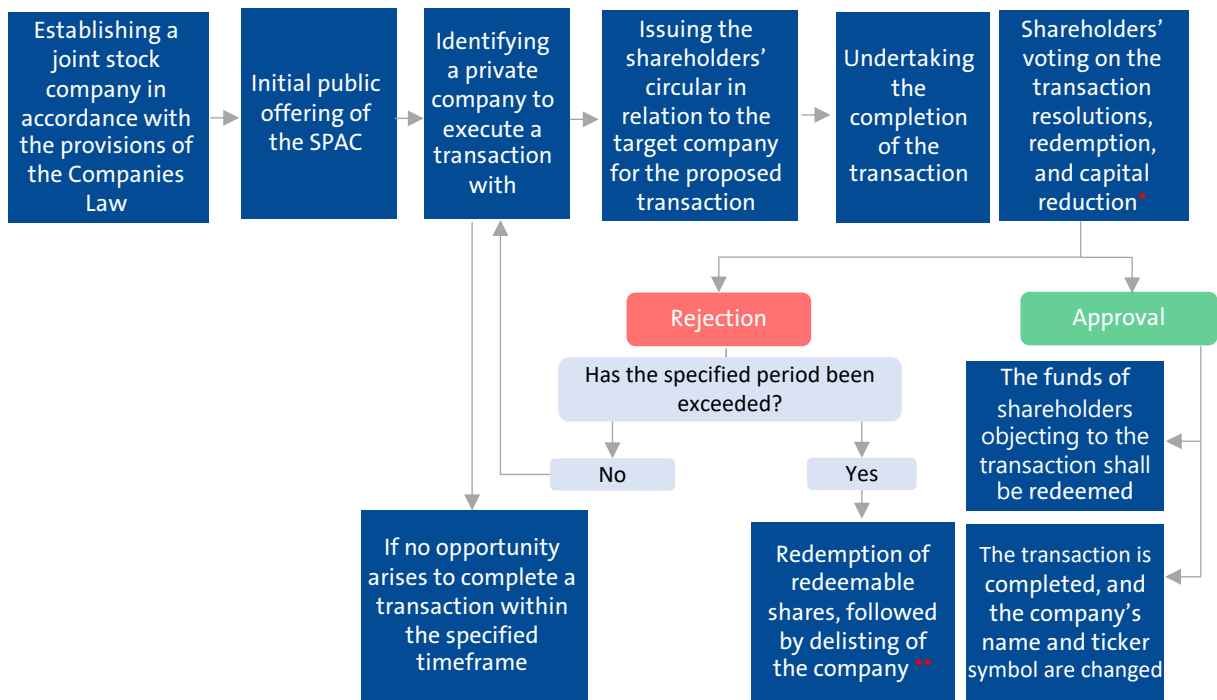 Establishing a
joint stock
company in
accordance with
the provisions of
the Companies
Law
Initial public
offering of
the SPAC
Identifying
a private
company to
execute a
transaction
with
Issuing the
shareholders’
circular in
relation to the
target company
for the proposed
transaction
Undertaking
the
completion
of the
transaction
Shareholders’
voting on the
transaction
resolutions,
redemption,
and capital
reduction*
Rejection
Approval
Has the specified period been
exceeded?
No
Yes
The funds of
shareholders
objecting to the
transaction shall
be redeemed
If no opportunity
arises to complete a
transaction within
the specified
timeframe
Redemption of
redeemable
shares, followed
by delisting of
the company **
The transaction is
completed, and
the company’s
name and ticker
symbol are changed